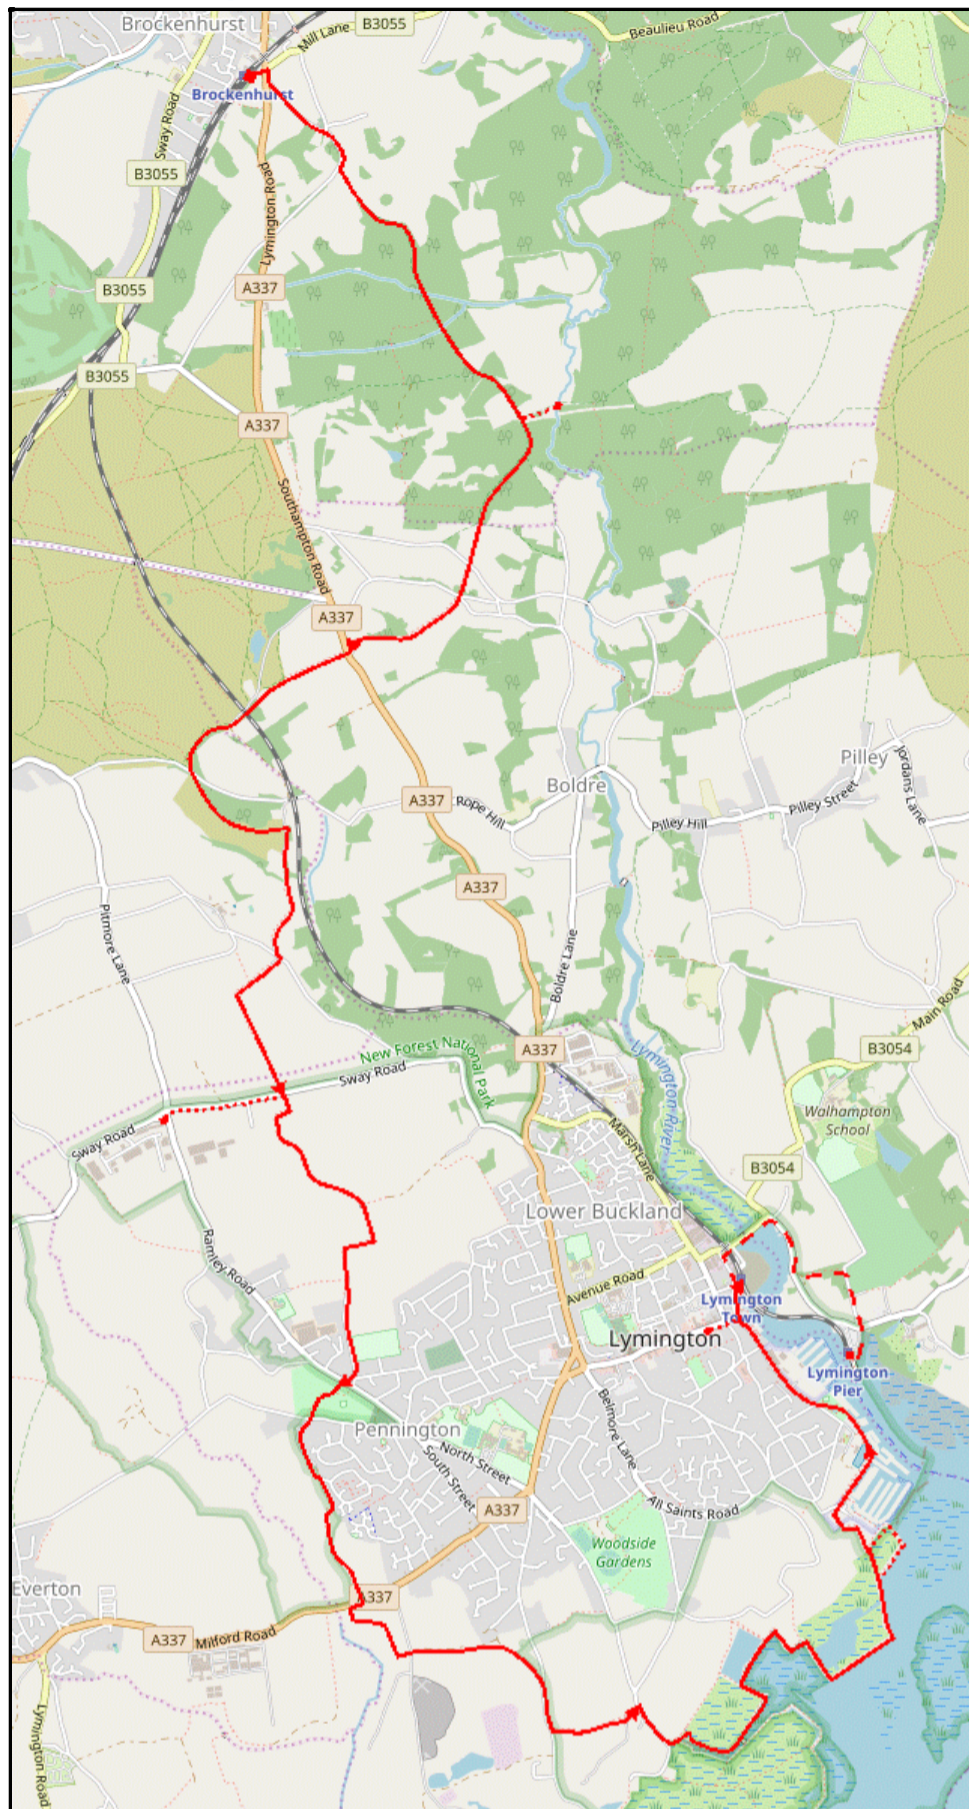 Brockenhurst
B3055
Mill Lane
Beaulieu Road
Brockenhurst
Sway Road
B3055
Lymington Road
B3055
A337
B3055
A337
Southampton Road
A337
Pilley
Jordans Lane
Boldre
A337
Rope Hill
Pilley Street
Pilley Hill
A337
Pitmore Lane
Boldre Lane
Main Road
A337
B3054
New Forest National
Park
Sway Road
Lymington River
Walhampton
School
Sway Road
Marsh Lane
B3054
Lower Buckland
Ramley Road
Avenue Road
Lymington
Town
Lymington
Lymington
Pier
Belmore Lane
Pennington
North Street
South Street
A337
All Saints Road
Woodside
Gardens
Everton
A337
A337
Milford Road
Lymington Road